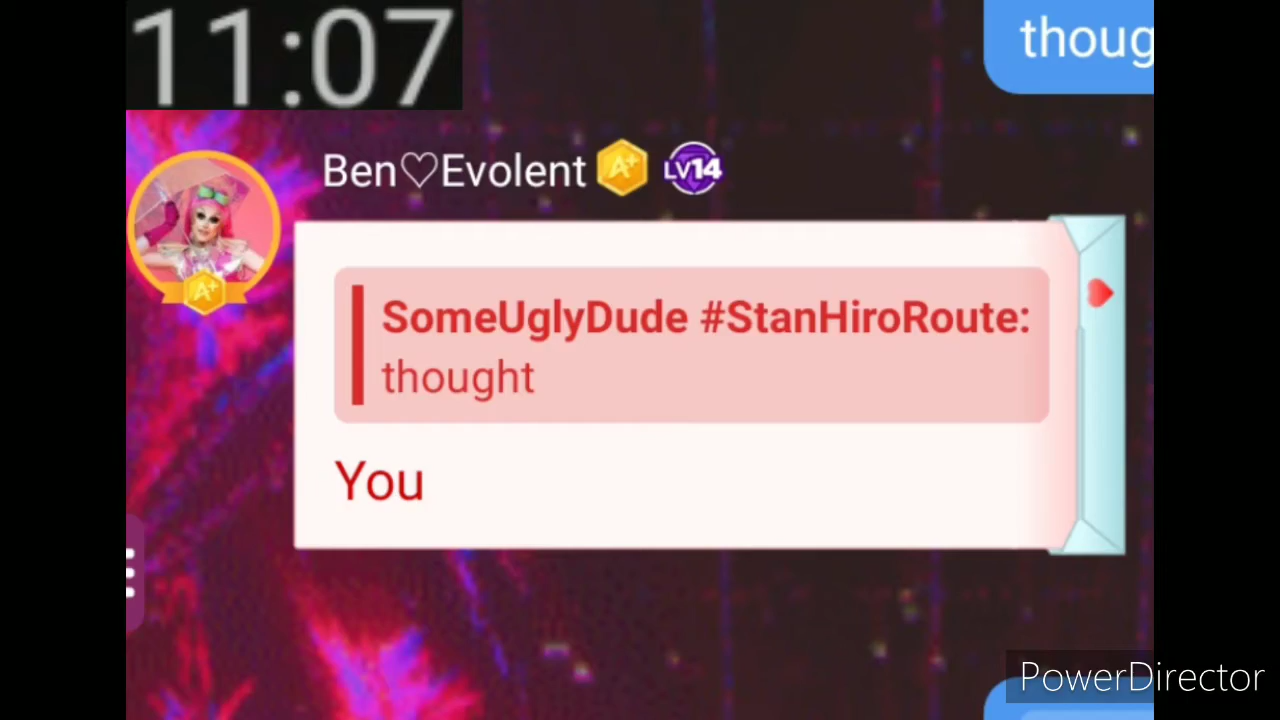 11:07
thoug
Ben♡Evolent A+ LV14
A+
SomeUglyDude #StanHiroRoute:
thought
You
PowerDirector